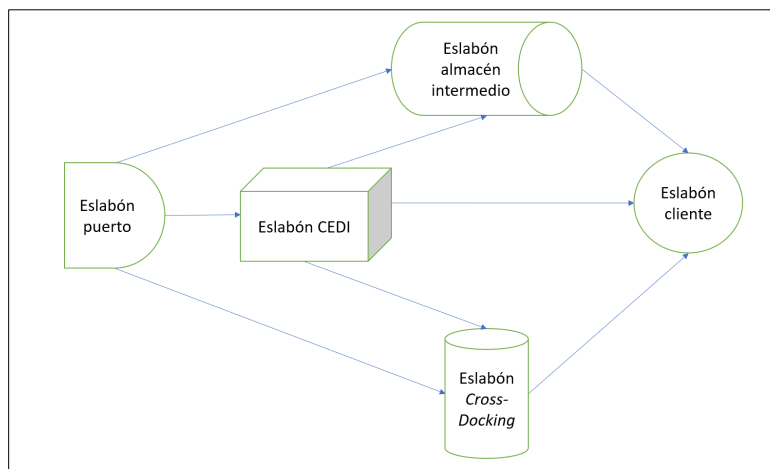 Eslabón
almacén
intermedio
Eslabón
puerto
Eslabón CEDI
Eslabón
cliente
Eslabón
Cross-
Docking